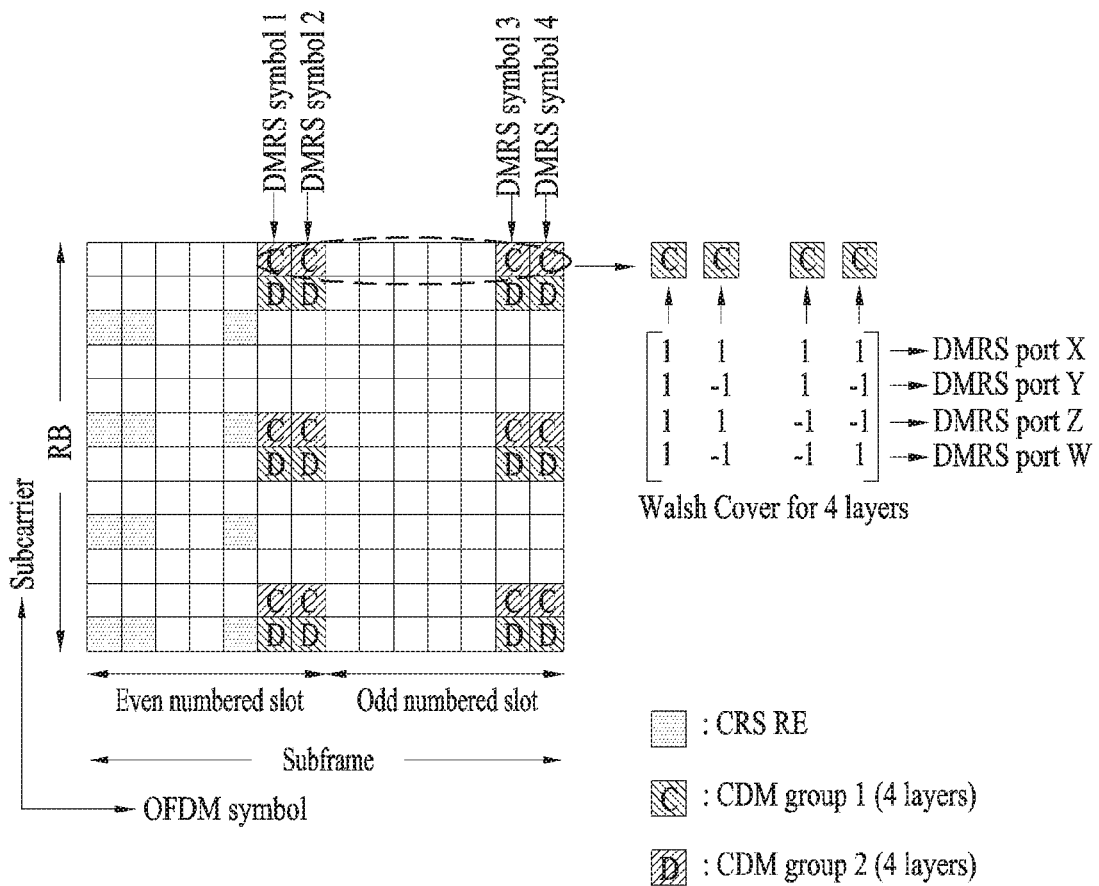 DMRS symbol 1
DMRS symbol 2
DMRS symbol 3
DMRS symbol 4
C C C C
D D D D
C C C C
D D D D
C C C C
D D D D
RB
Subcarrier
Even numbered slot
Odd numbered slot
Subframe
OFDM symbol
C C C C
1 1 1 1 DMRS port X
1 -1 1 -1 DMRS port Y
1 1 -1 -1 DMRS port Z
1 -1 -1 1 DMRS port W
Walsh Cover for 4 layers
: CRS RE
C : CDM group 1 (4 layers)
D : CDM group 2 (4 layers)